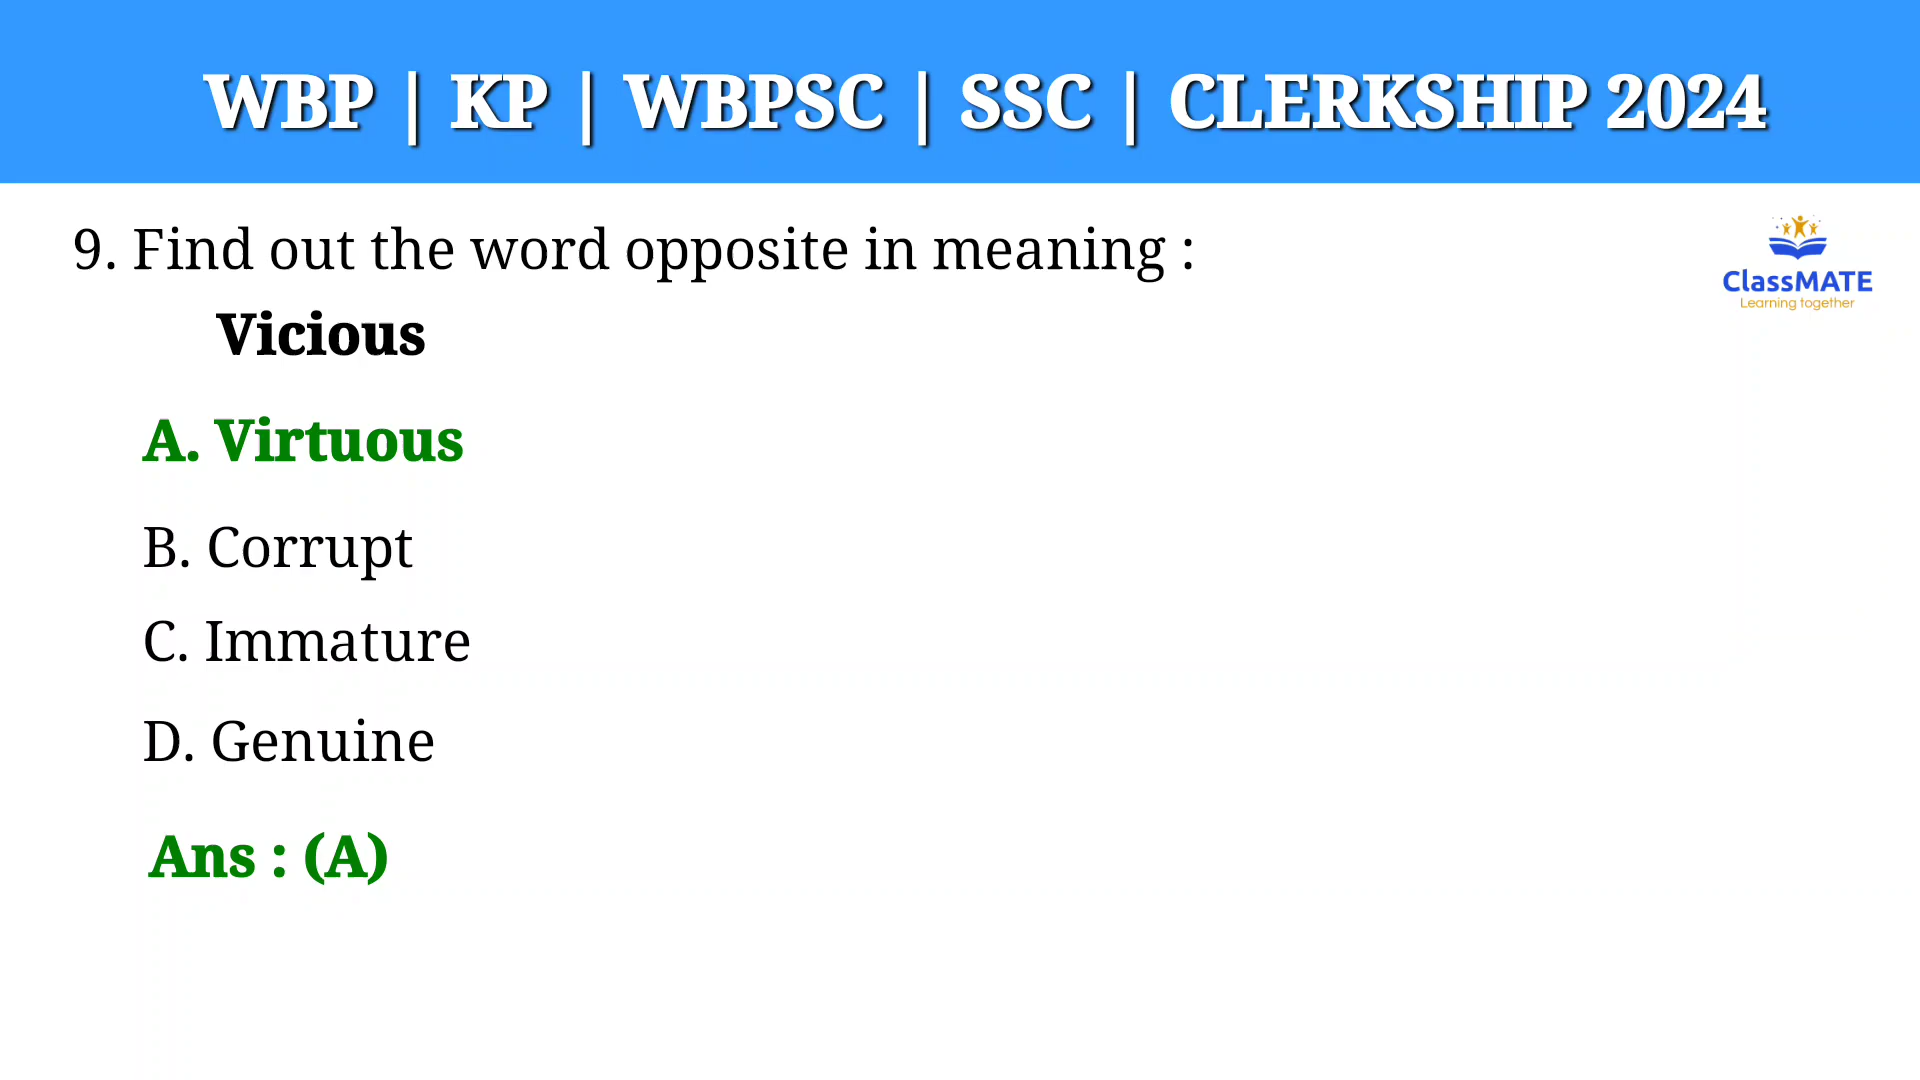 WBP | KP | WBPSC | SSC | CLERKSHIP 2024
9. Find out the word opposite in meaning :
ClassMATE
Learning together
Vicious
A. Virtuous
B. Corrupt
C. Immature
D. Genuine
Ans : (A)